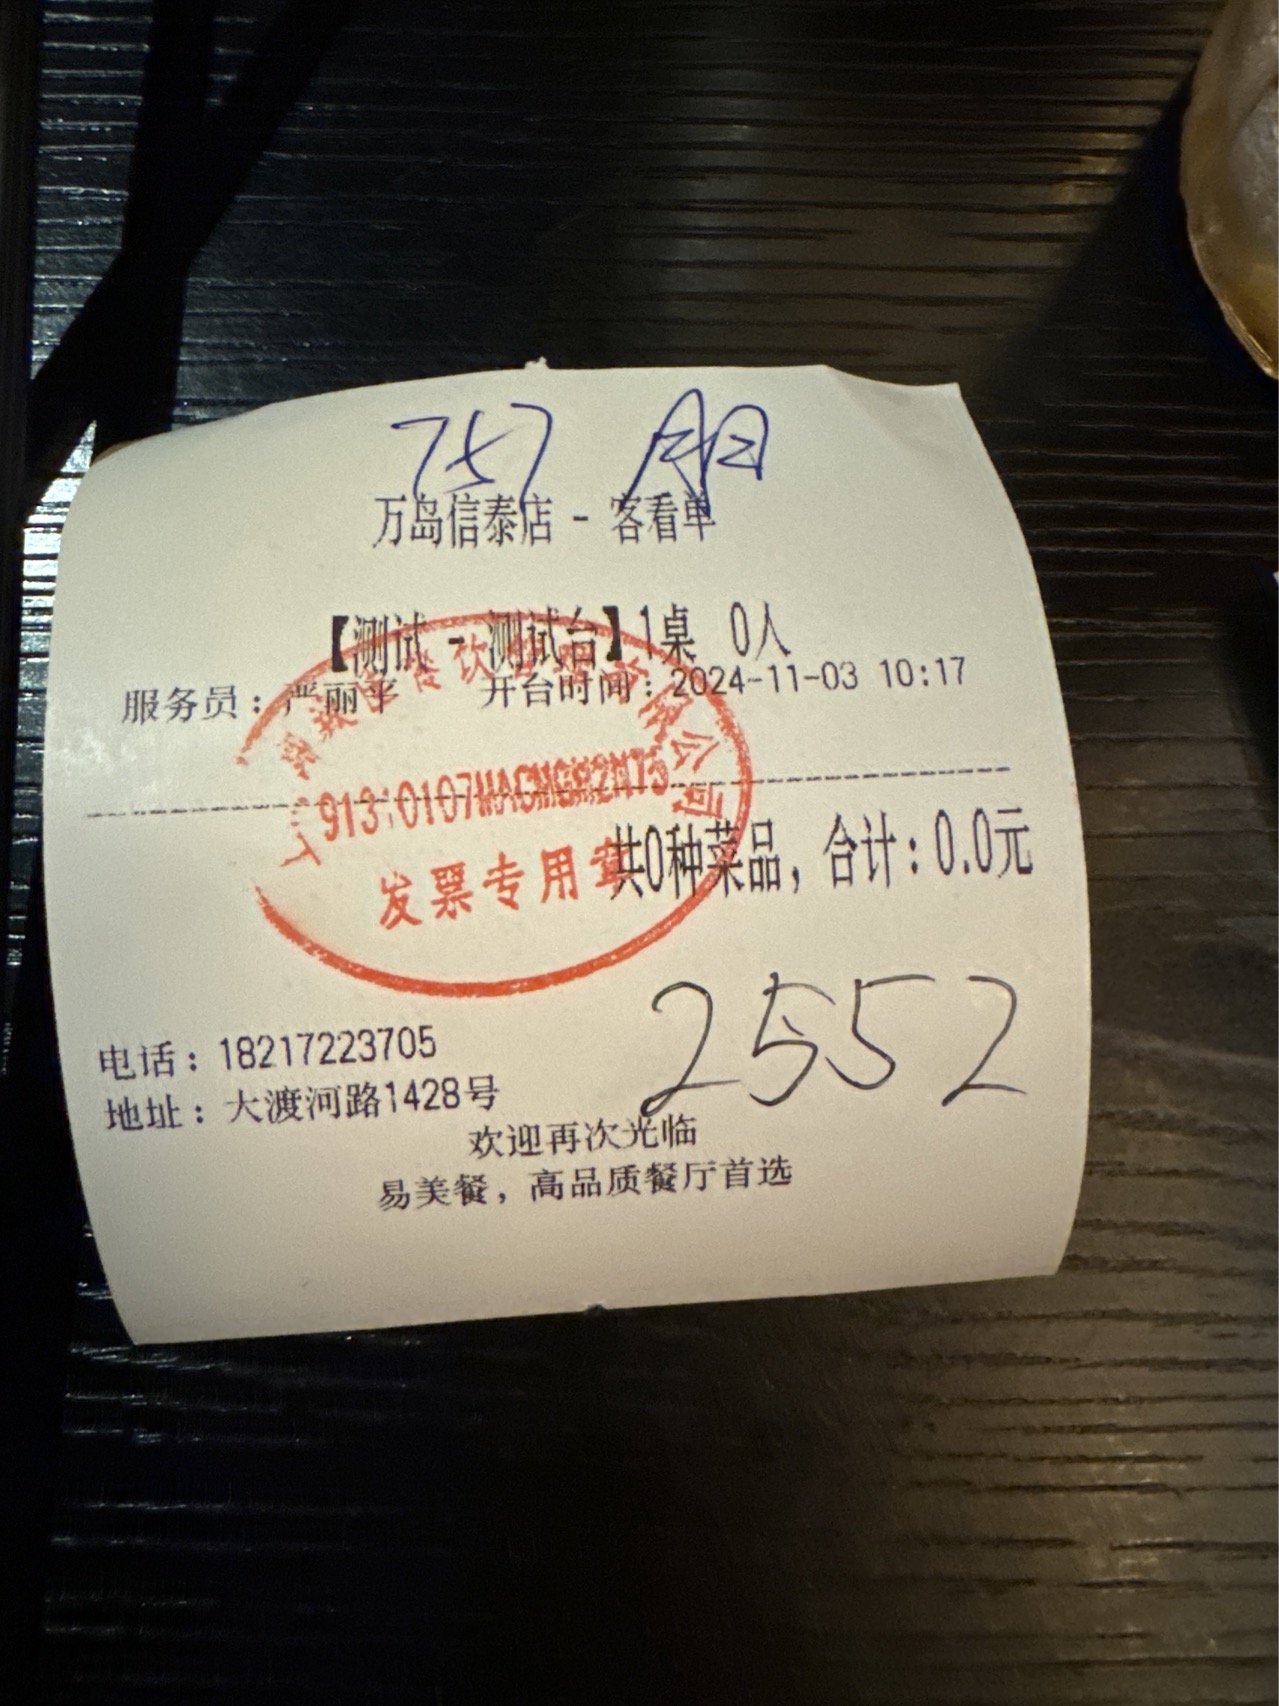 757
万岛信泰店 - 客看单
【测试 - 测试台】1桌 0人
服务员：严丽平 开台时间：2024-11-03 10:17
公司
发票专用章
共0种菜品，合计：0.0元
2552
电话：18217223705
地址：大渡河路1428号
欢迎再次光临
易美餐，高品质餐厅首选